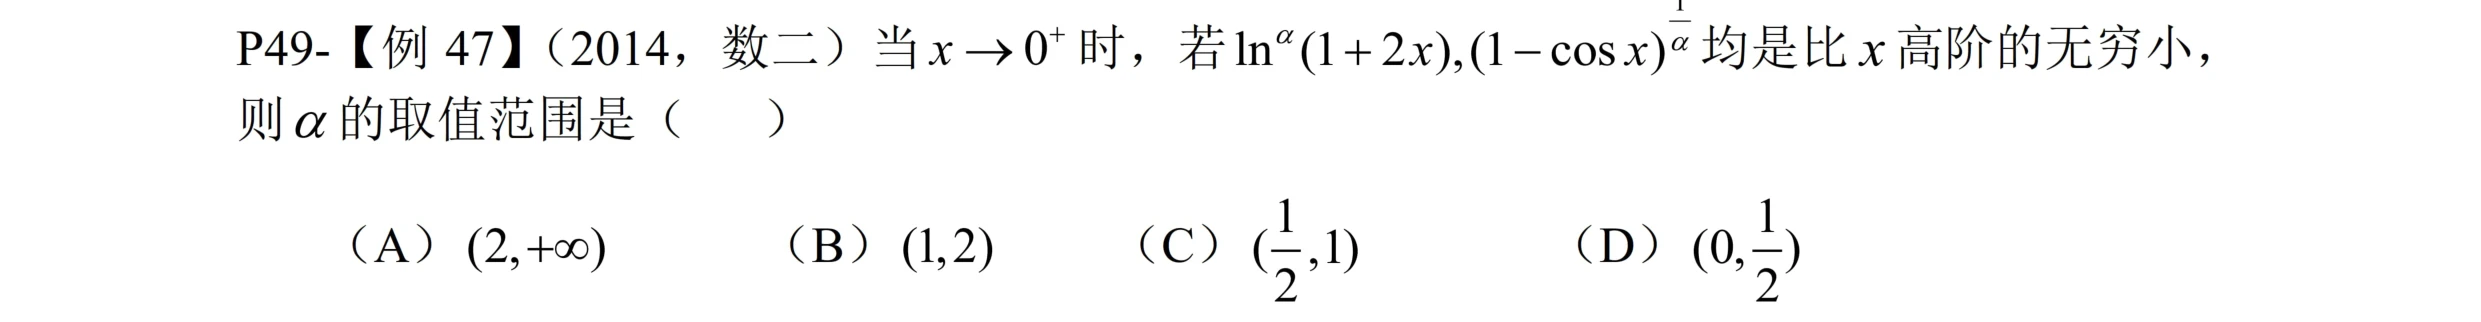 P49-【例 47】（2014，数二）当 x → 0⁺ 时，若 ln^α(1+2x),(1−cos x)^{1/α} 均是比 x 高阶的无穷小，
则 α 的取值范围是（　　）
（A）(2,+∞)　（B）(1,2)　（C）(1/2,1)　（D）(0,1/2)